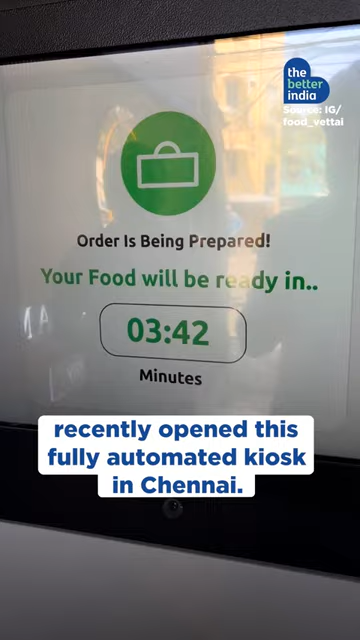 the
better
india
Source: IG/
food_vettai
Order Is Being Prepared!
Your Food will be ready in..
03:42
Minutes
recently opened this
fully automated kiosk
in Chennai.